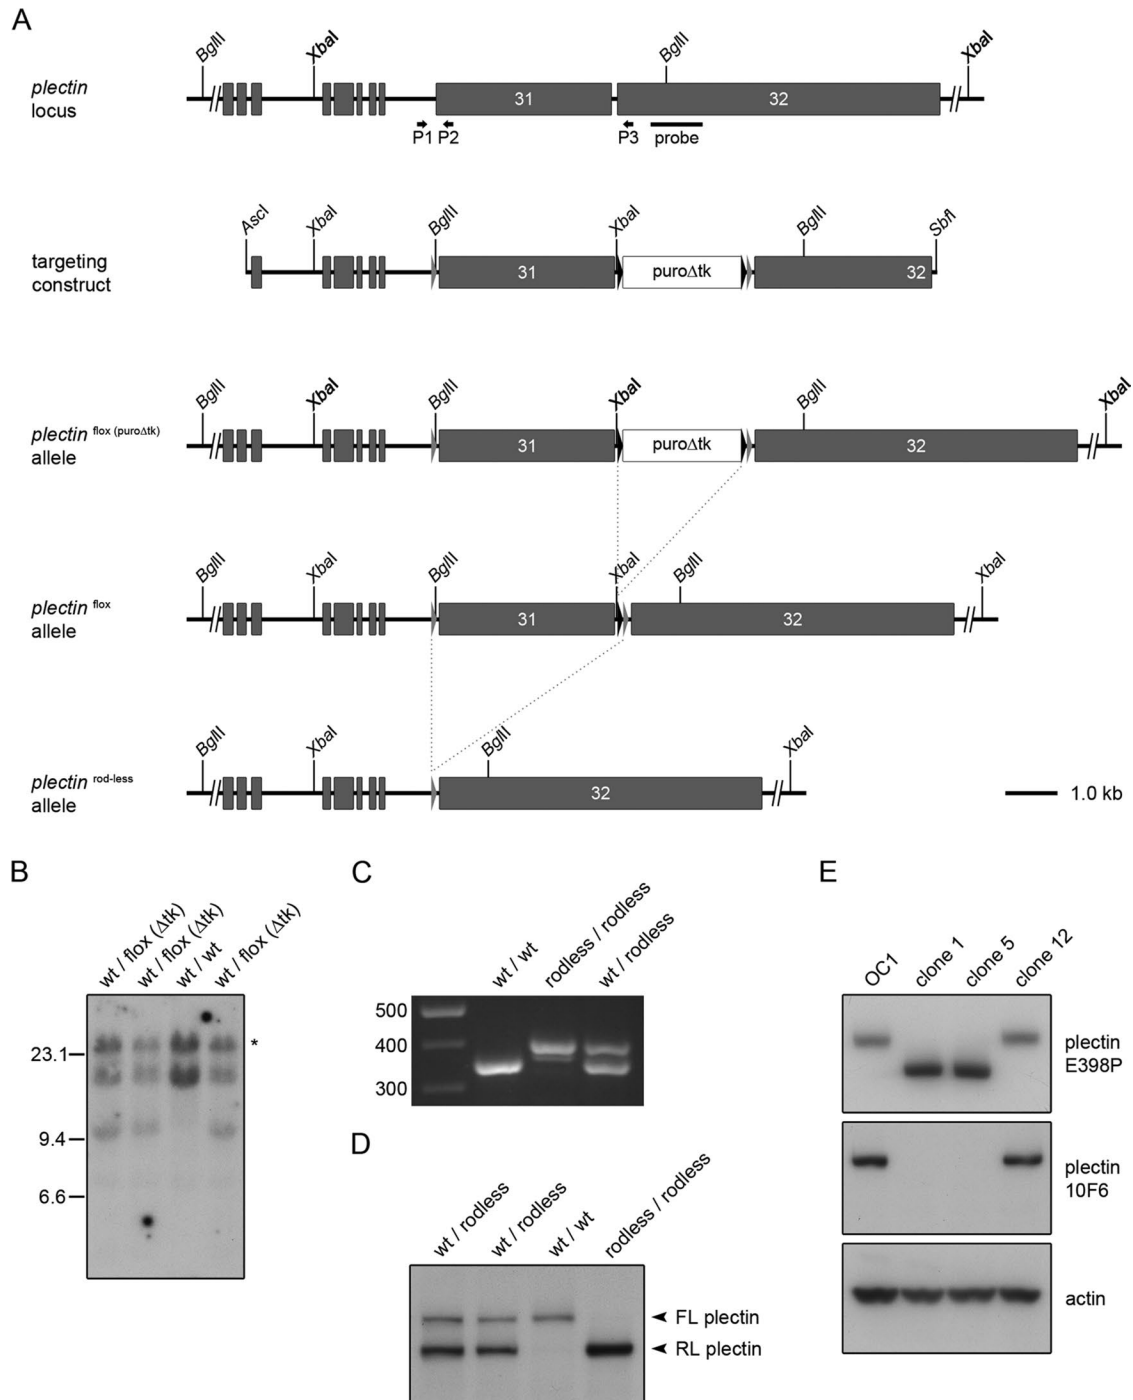 A
BglII XbaI BglII XbaI
plectin
locus
31 32
P1 P2 P3 probe
AscI XbaI BglII XbaI BglII SbfI
targeting
construct
31 puroΔtk 32
BglII XbaI BglII XbaI BglII XbaI
plectin flox (puroΔtk)
allele
31 puroΔtk 32
BglII XbaI BglII XbaI BglII XbaI
plectin flox
allele
31 32
BglII XbaI BglII XbaI
plectin rod-less
allele
32
1.0 kb
B
wt / flox (Δtk) wt / flox (Δtk) wt / wt wt / flox (Δtk)
*
23.1
9.4
6.6
C
wt / wt rodless / rodless wt / rodless
500
400
300
D
wt / rodless wt / rodless wt / wt rodless / rodless
FL plectin
RL plectin
E
OC1 clone 1 clone 5 clone 12
plectin
E398P
plectin
10F6
actin